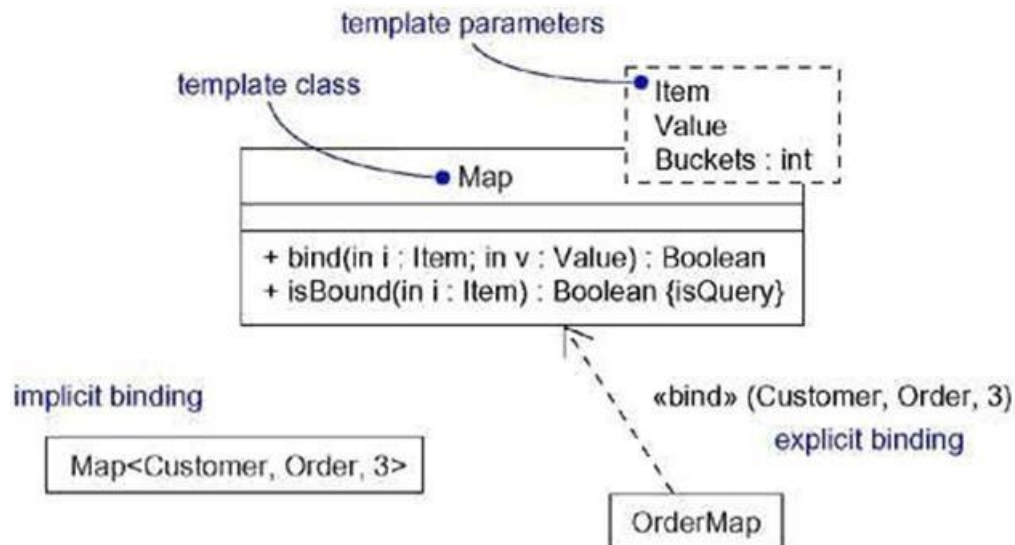 template parameters
template class
Item
Value
Buckets : int
Map
+ bind(in i : Item; in v : Value) : Boolean
+ isBound(in i : Item) : Boolean {isQuery}
implicit binding
«bind» (Customer, Order, 3)
explicit binding
Map<Customer, Order, 3>
OrderMap